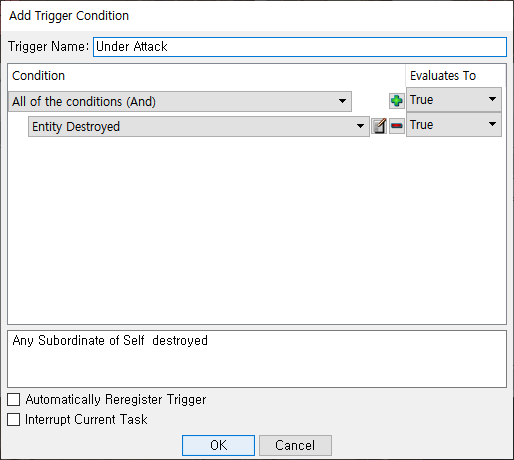 Add Trigger Condition
Trigger Name: Under Attack
Condition Evaluates To
All of the conditions (And) True
Entity Destroyed True
Any Subordinate of Self destroyed
Automatically Reregister Trigger
Interrupt Current Task
OK Cancel